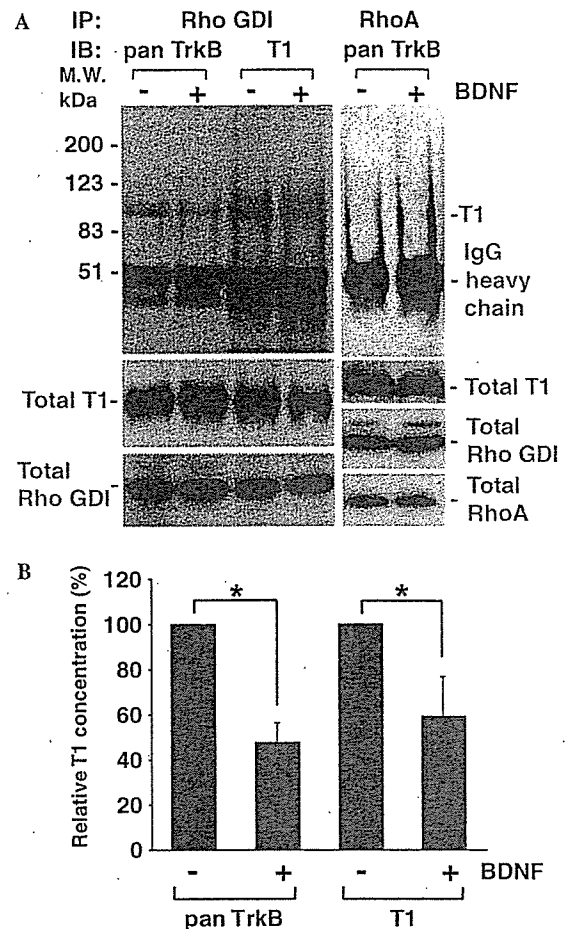 A IP: Rho GDI RhoA
IB: pan TrkB T1 pan TrkB
M.W.
kDa - + - + - + BDNF
200 -
123 -
83 -
51 -
-T1
IgG
- heavy
chain
Total T1-
- Total T1
Total
Rho GDI
Total -
Rho GDI
- Total
RhoA
B
Relative T1 concentration (%)
120
100
80
60
40
20
0
* *
- + - + BDNF
pan TrkB T1